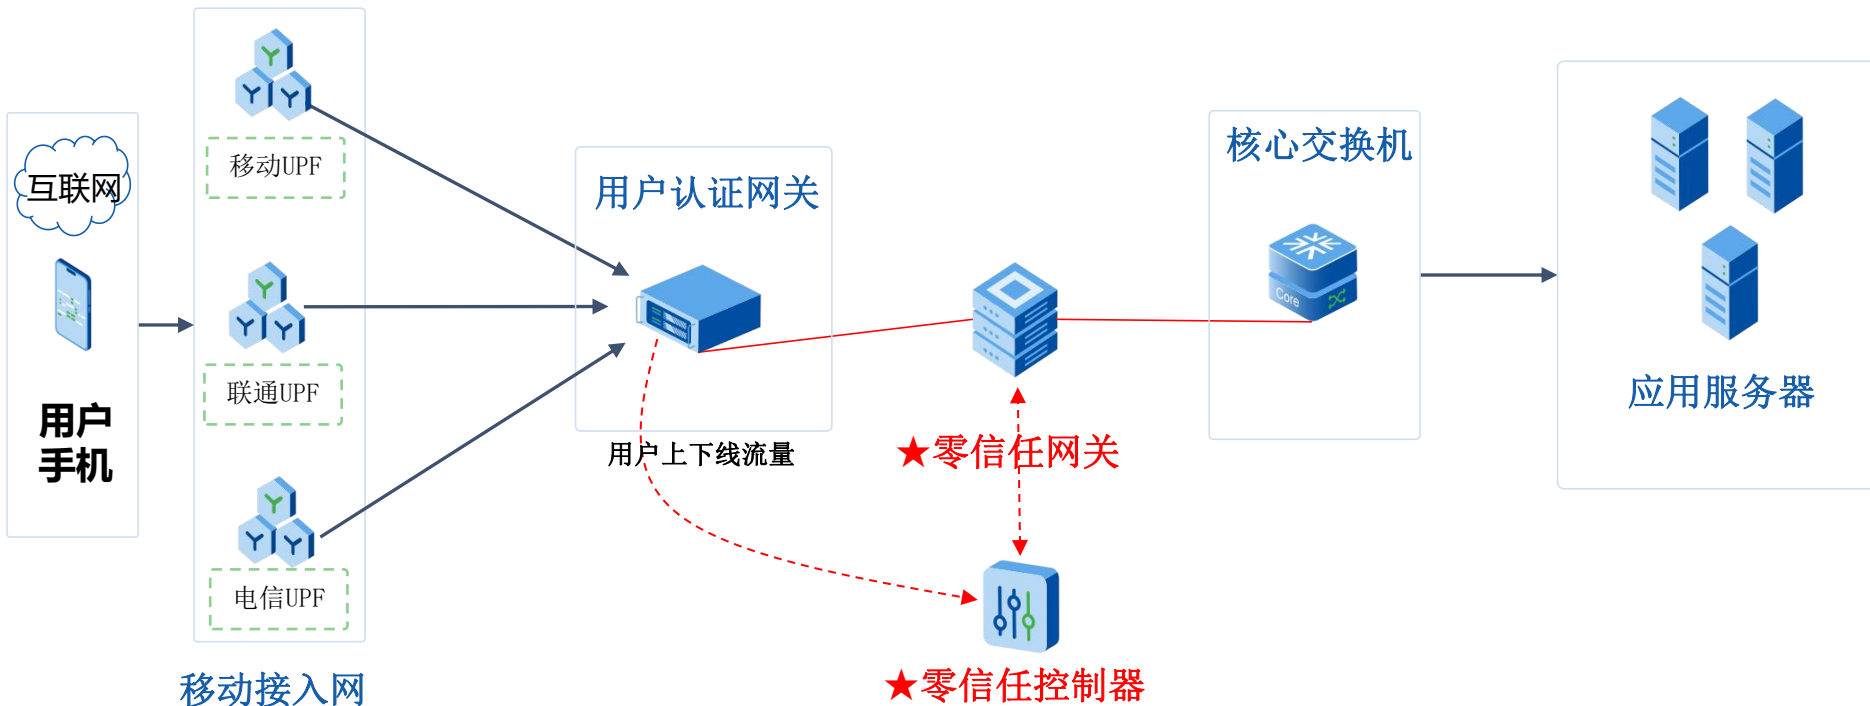 互联网
用户
手机
移动UPF
联通UPF
电信UPF
移动接入网
用户认证网关
用户上下线流量
★零信任网关
★零信任控制器
核心交换机
Core
应用服务器